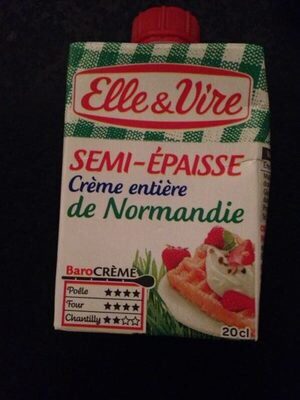 Elle & Vire
SEMI-ÉPAISSE
Crème entière
de Normandie
BaroCRÈME
Poêle ★★★★
Four ★★★★
Chantilly ★★☆☆
20cl